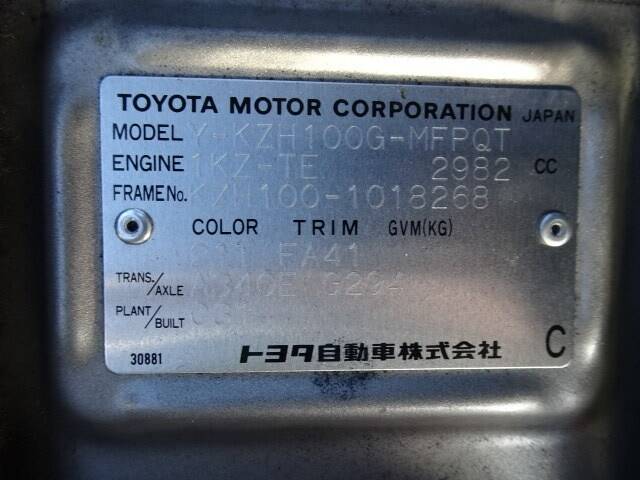 TOYOTA MOTOR CORPORATION JAPAN
MODEL Y-KZH100G-MFPQT
ENGINE 1KZ-TE 2982 CC
FRAME No. KZH100-1018268
COLOR TRIM GVM(KG)
FA41
TRANS./AXLE G294
PLANT/BUILT
30881 トヨタ自動車株式会社 C